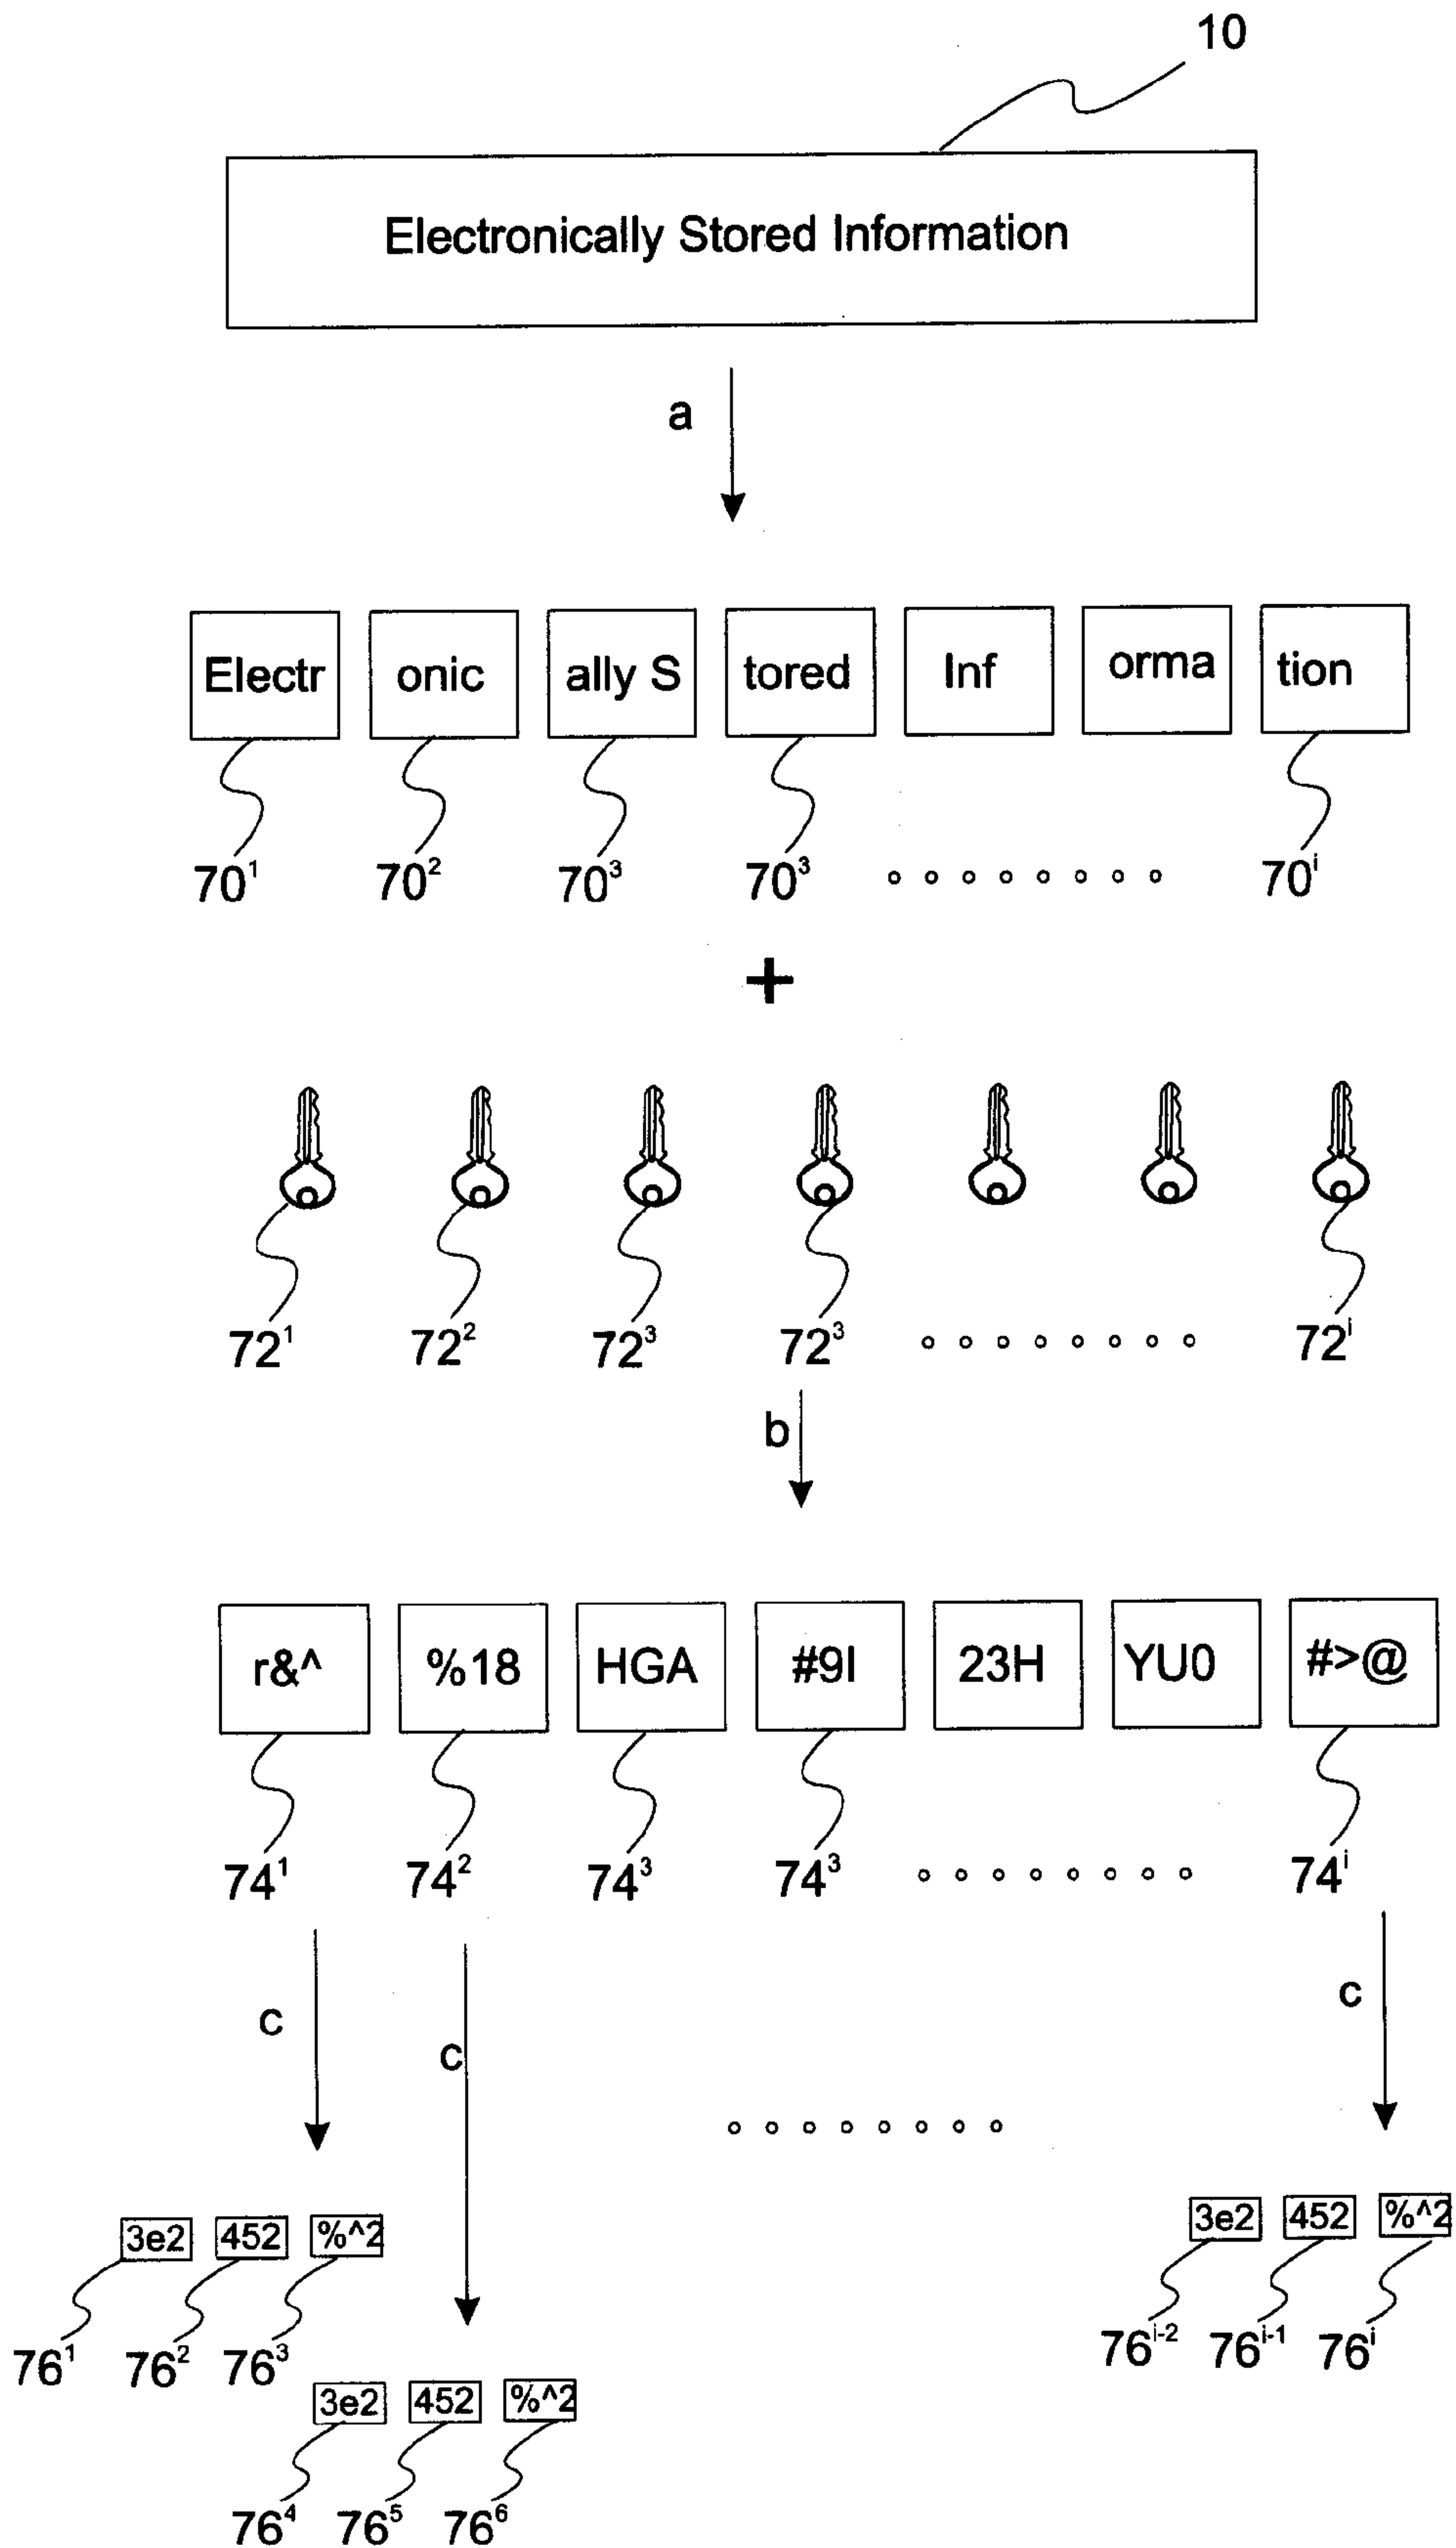 10
Electronically Stored Information
a
Electr onic ally S tored Inf orma tion
70¹ 70² 70³ 70³ 70ⁱ
+
72¹ 72² 72³ 72³ 72ⁱ
b
r&^ %18 HGA #9I 23H YU0 #>@
74¹ 74² 74³ 74³ 74ⁱ
c c c
3e2 452 %^2 3e2 452 %^2
76¹ 76² 76³ 76ⁱ⁻² 76ⁱ⁻¹ 76ⁱ
3e2 452 %^2
76⁴ 76⁵ 76⁶